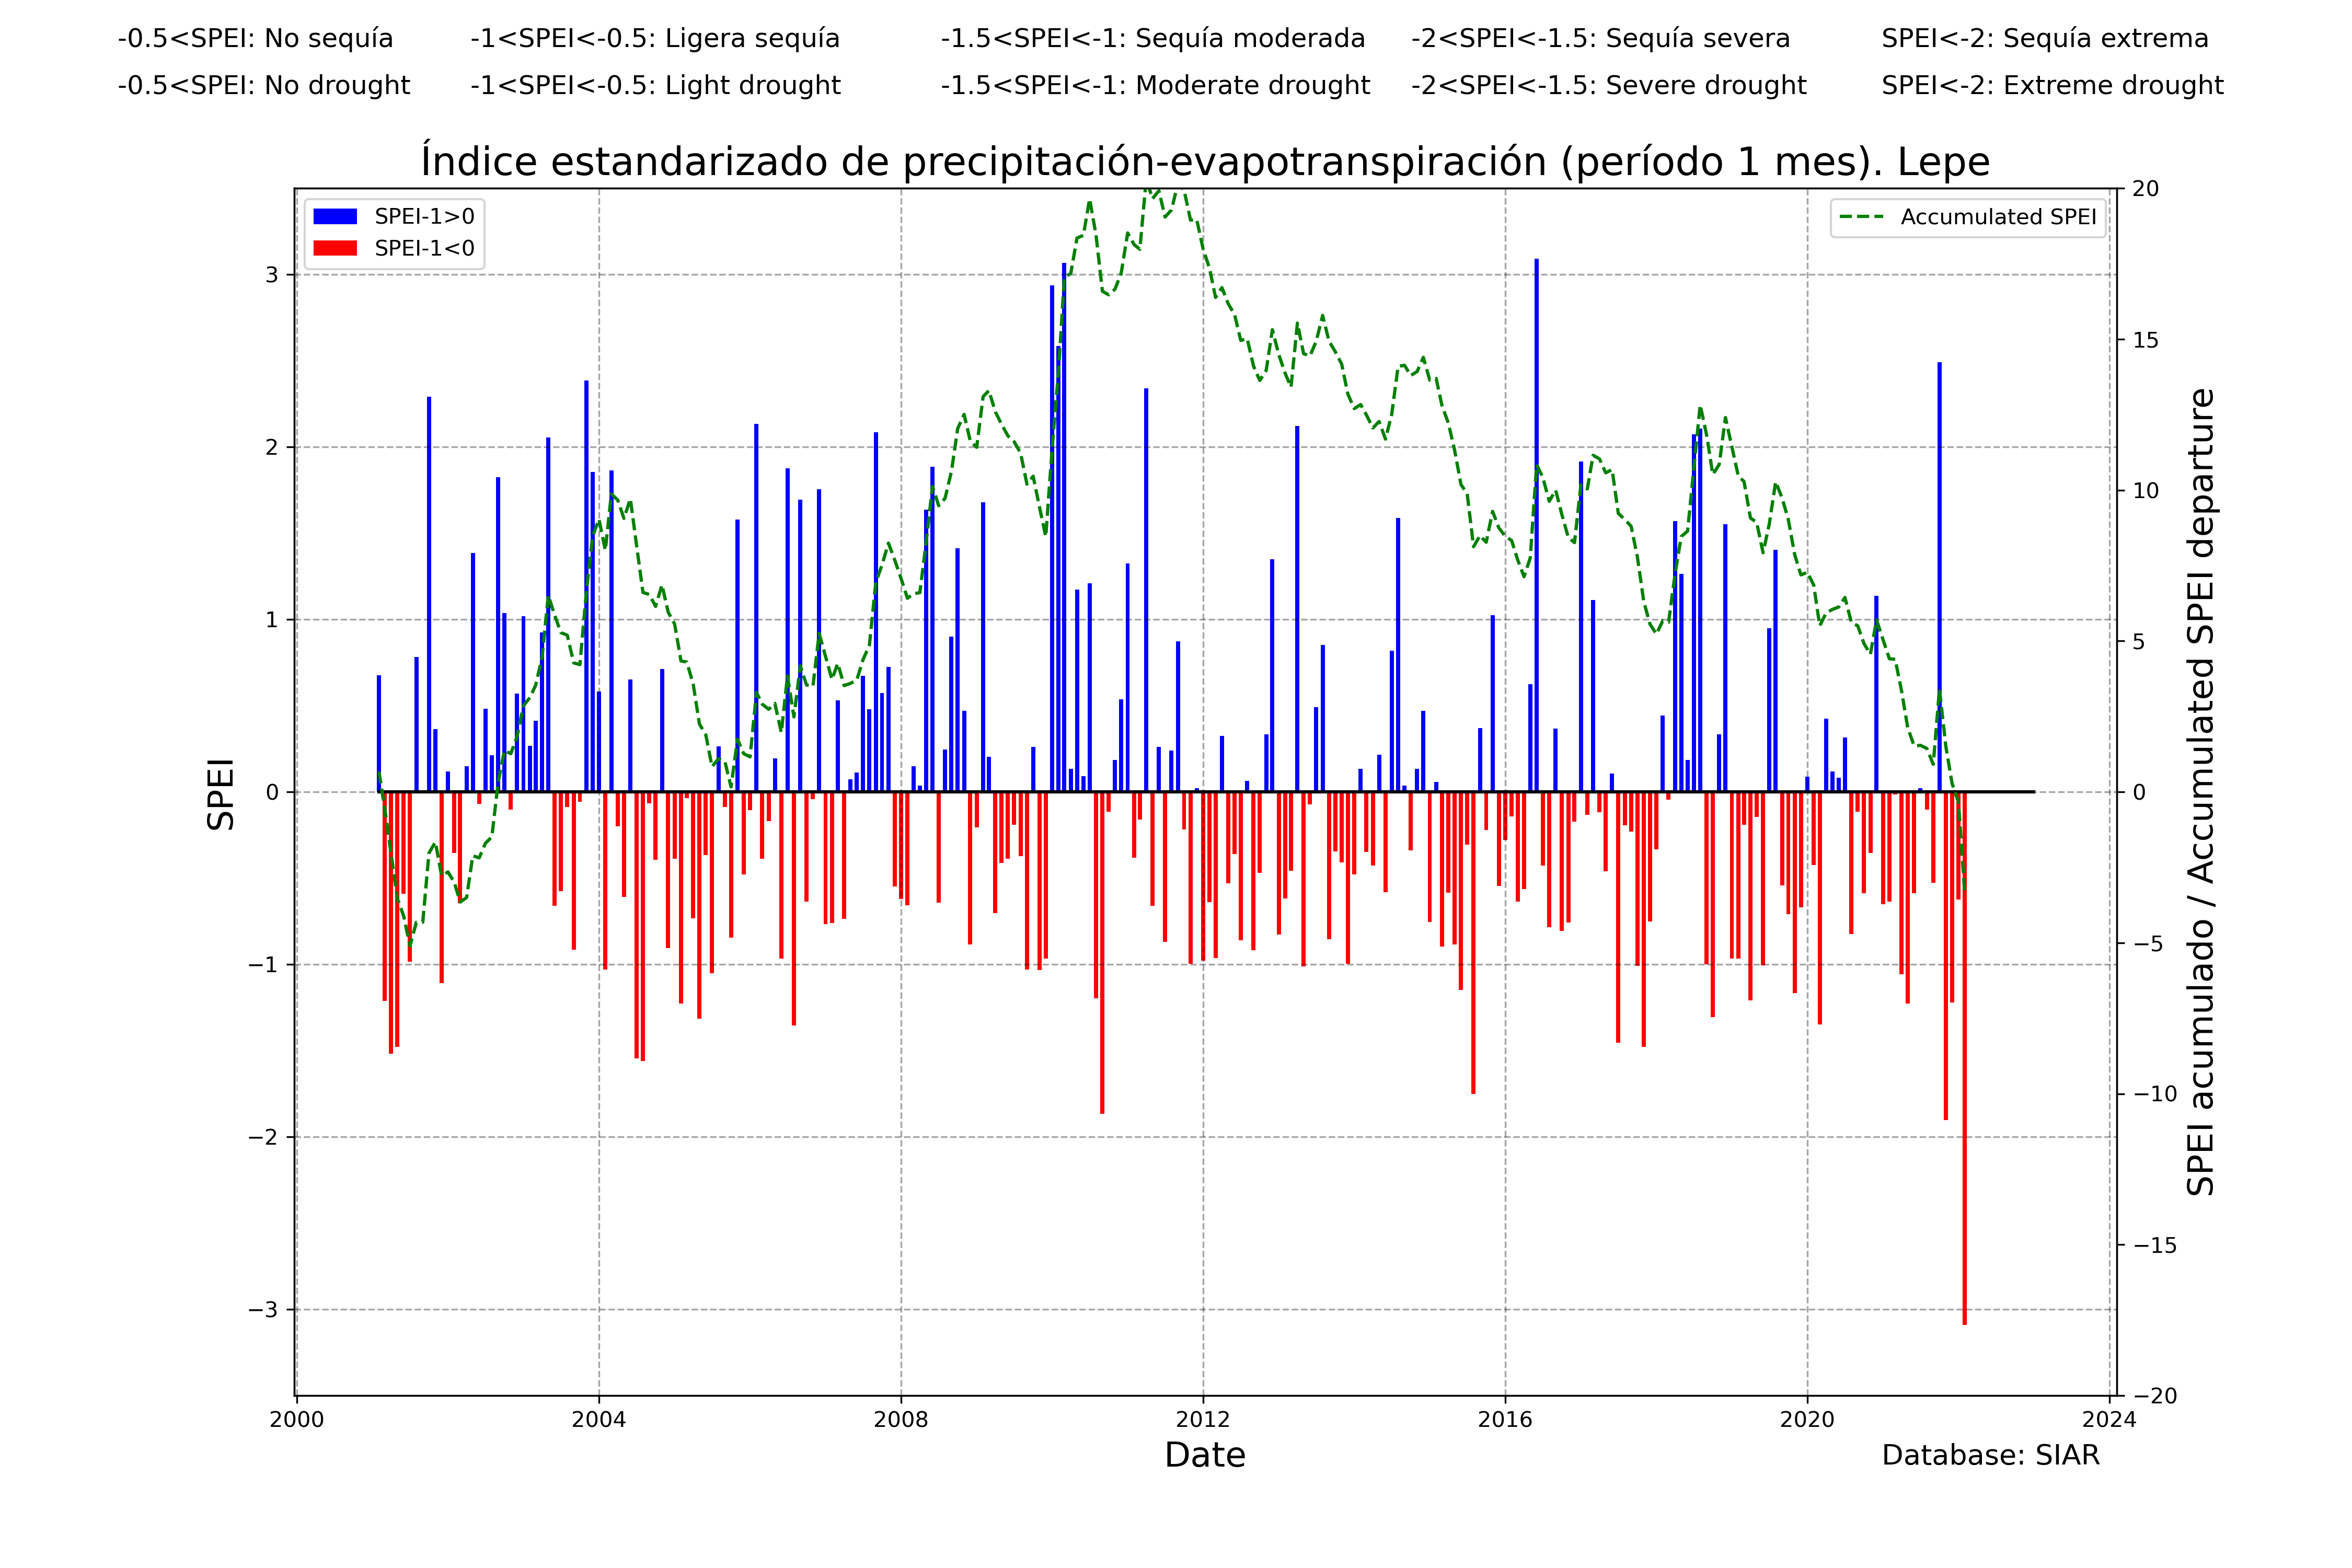 -0.5<SPEI: No sequía -1<SPEI<-0.5: Ligera sequía -1.5<SPEI<-1: Sequía moderada -2<SPEI<-1.5: Sequía severa SPEI<-2: Sequía extrema
-0.5<SPEI: No drought -1<SPEI<-0.5: Light drought -1.5<SPEI<-1: Moderate drought -2<SPEI<-1.5: Severe drought SPEI<-2: Extreme drought
Índice estandarizado de precipitación-evapotranspiración (período 1 mes). Lepe
SPEI-1>0
SPEI-1<0
Accumulated SPEI
3
2
1
0
−1
−2
−3
SPEI
20
15
10
5
0
−5
−10
−15
−20
SPEI acumulado / Accumulated SPEI departure
2000 2004 2008 2012 2016 2020 2024
Date
Database: SIAR